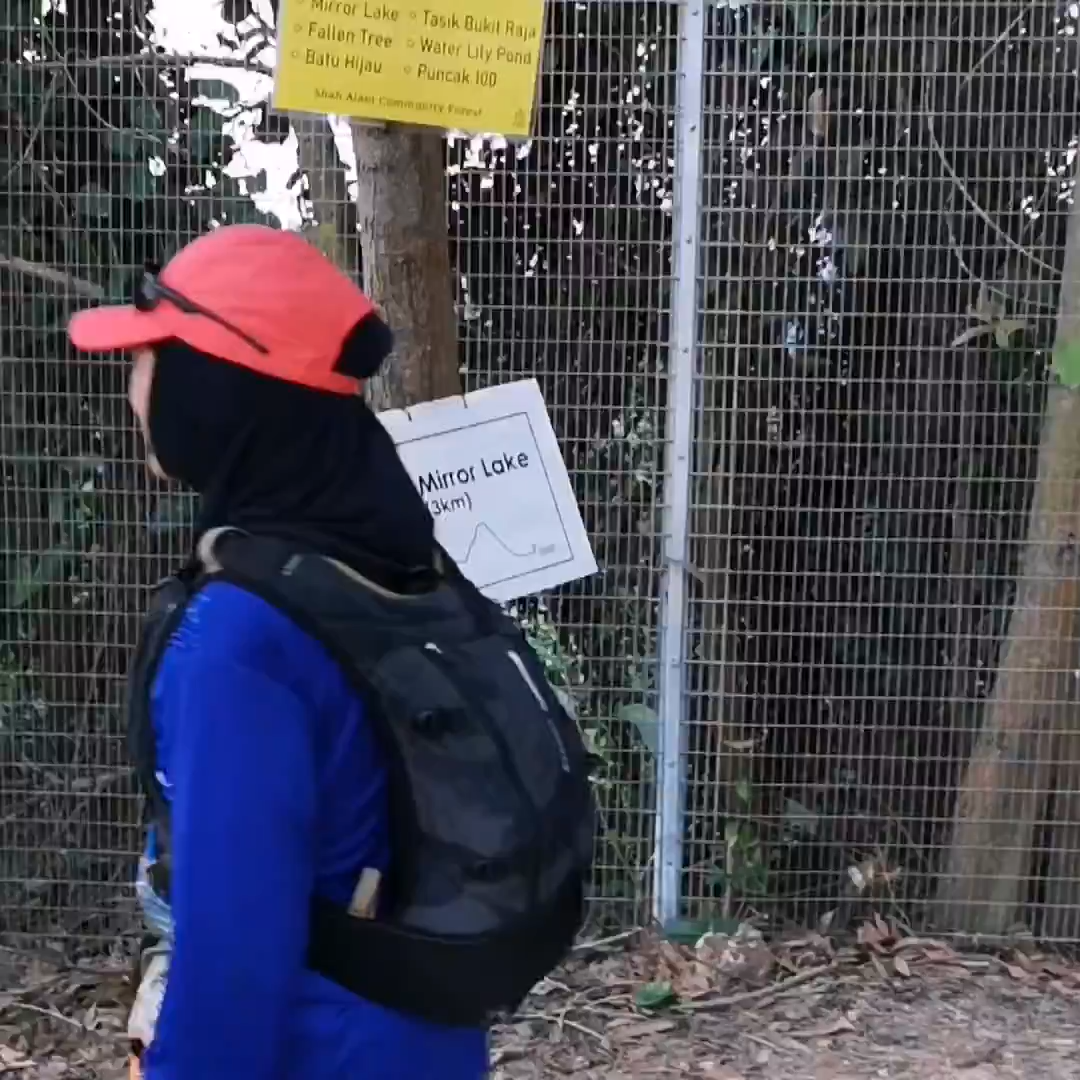 ◦ Mirror Lake ◦ Tasik Bukit Raja
◦ Fallen Tree ◦ Water Lily Pond
◦ Batu Hijau ◦ Puncak 100
Shah Alam Community Forest
Mirror Lake
(3km)